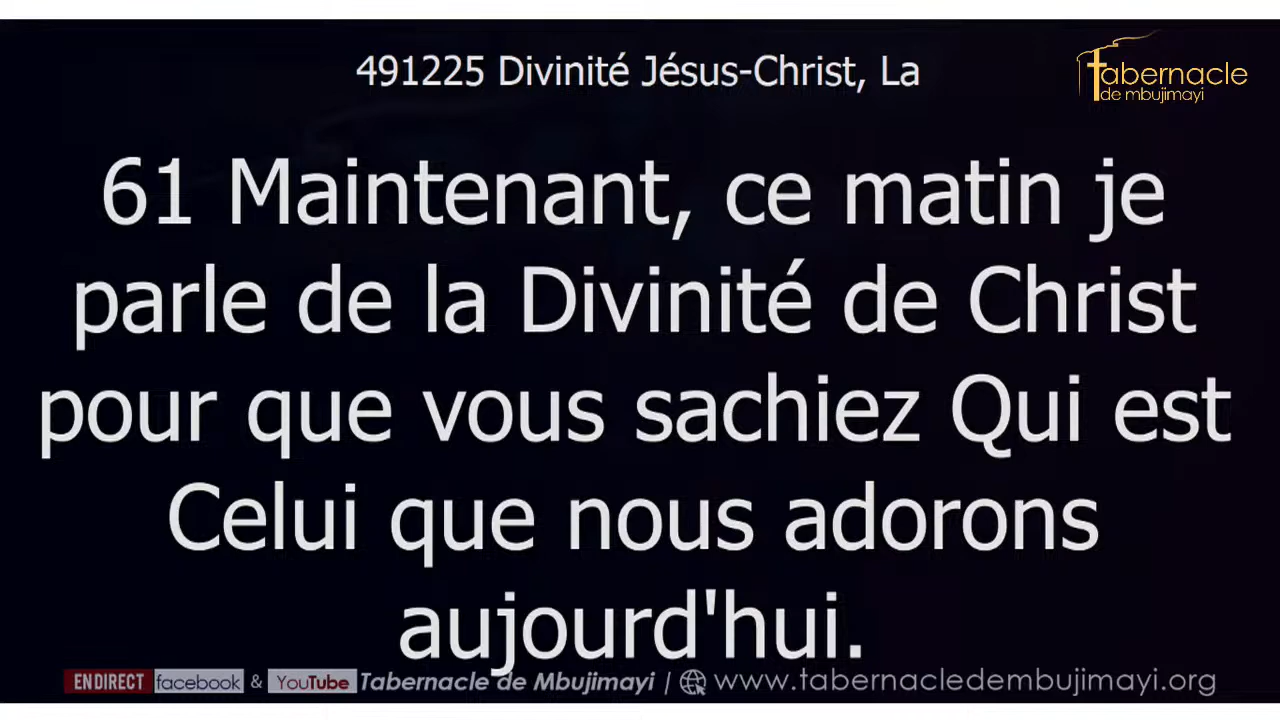 491225 Divinité Jésus-Christ, La
Tabernacle
de mbujimayi
61 Maintenant, ce matin je
parle de la Divinité de Christ
pour que vous sachiez Qui est
Celui que nous adorons
aujourd'hui.
EN DIRECT facebook & YouTube Tabernacle de Mbujimayi | www.tabernacledembujimayi.org